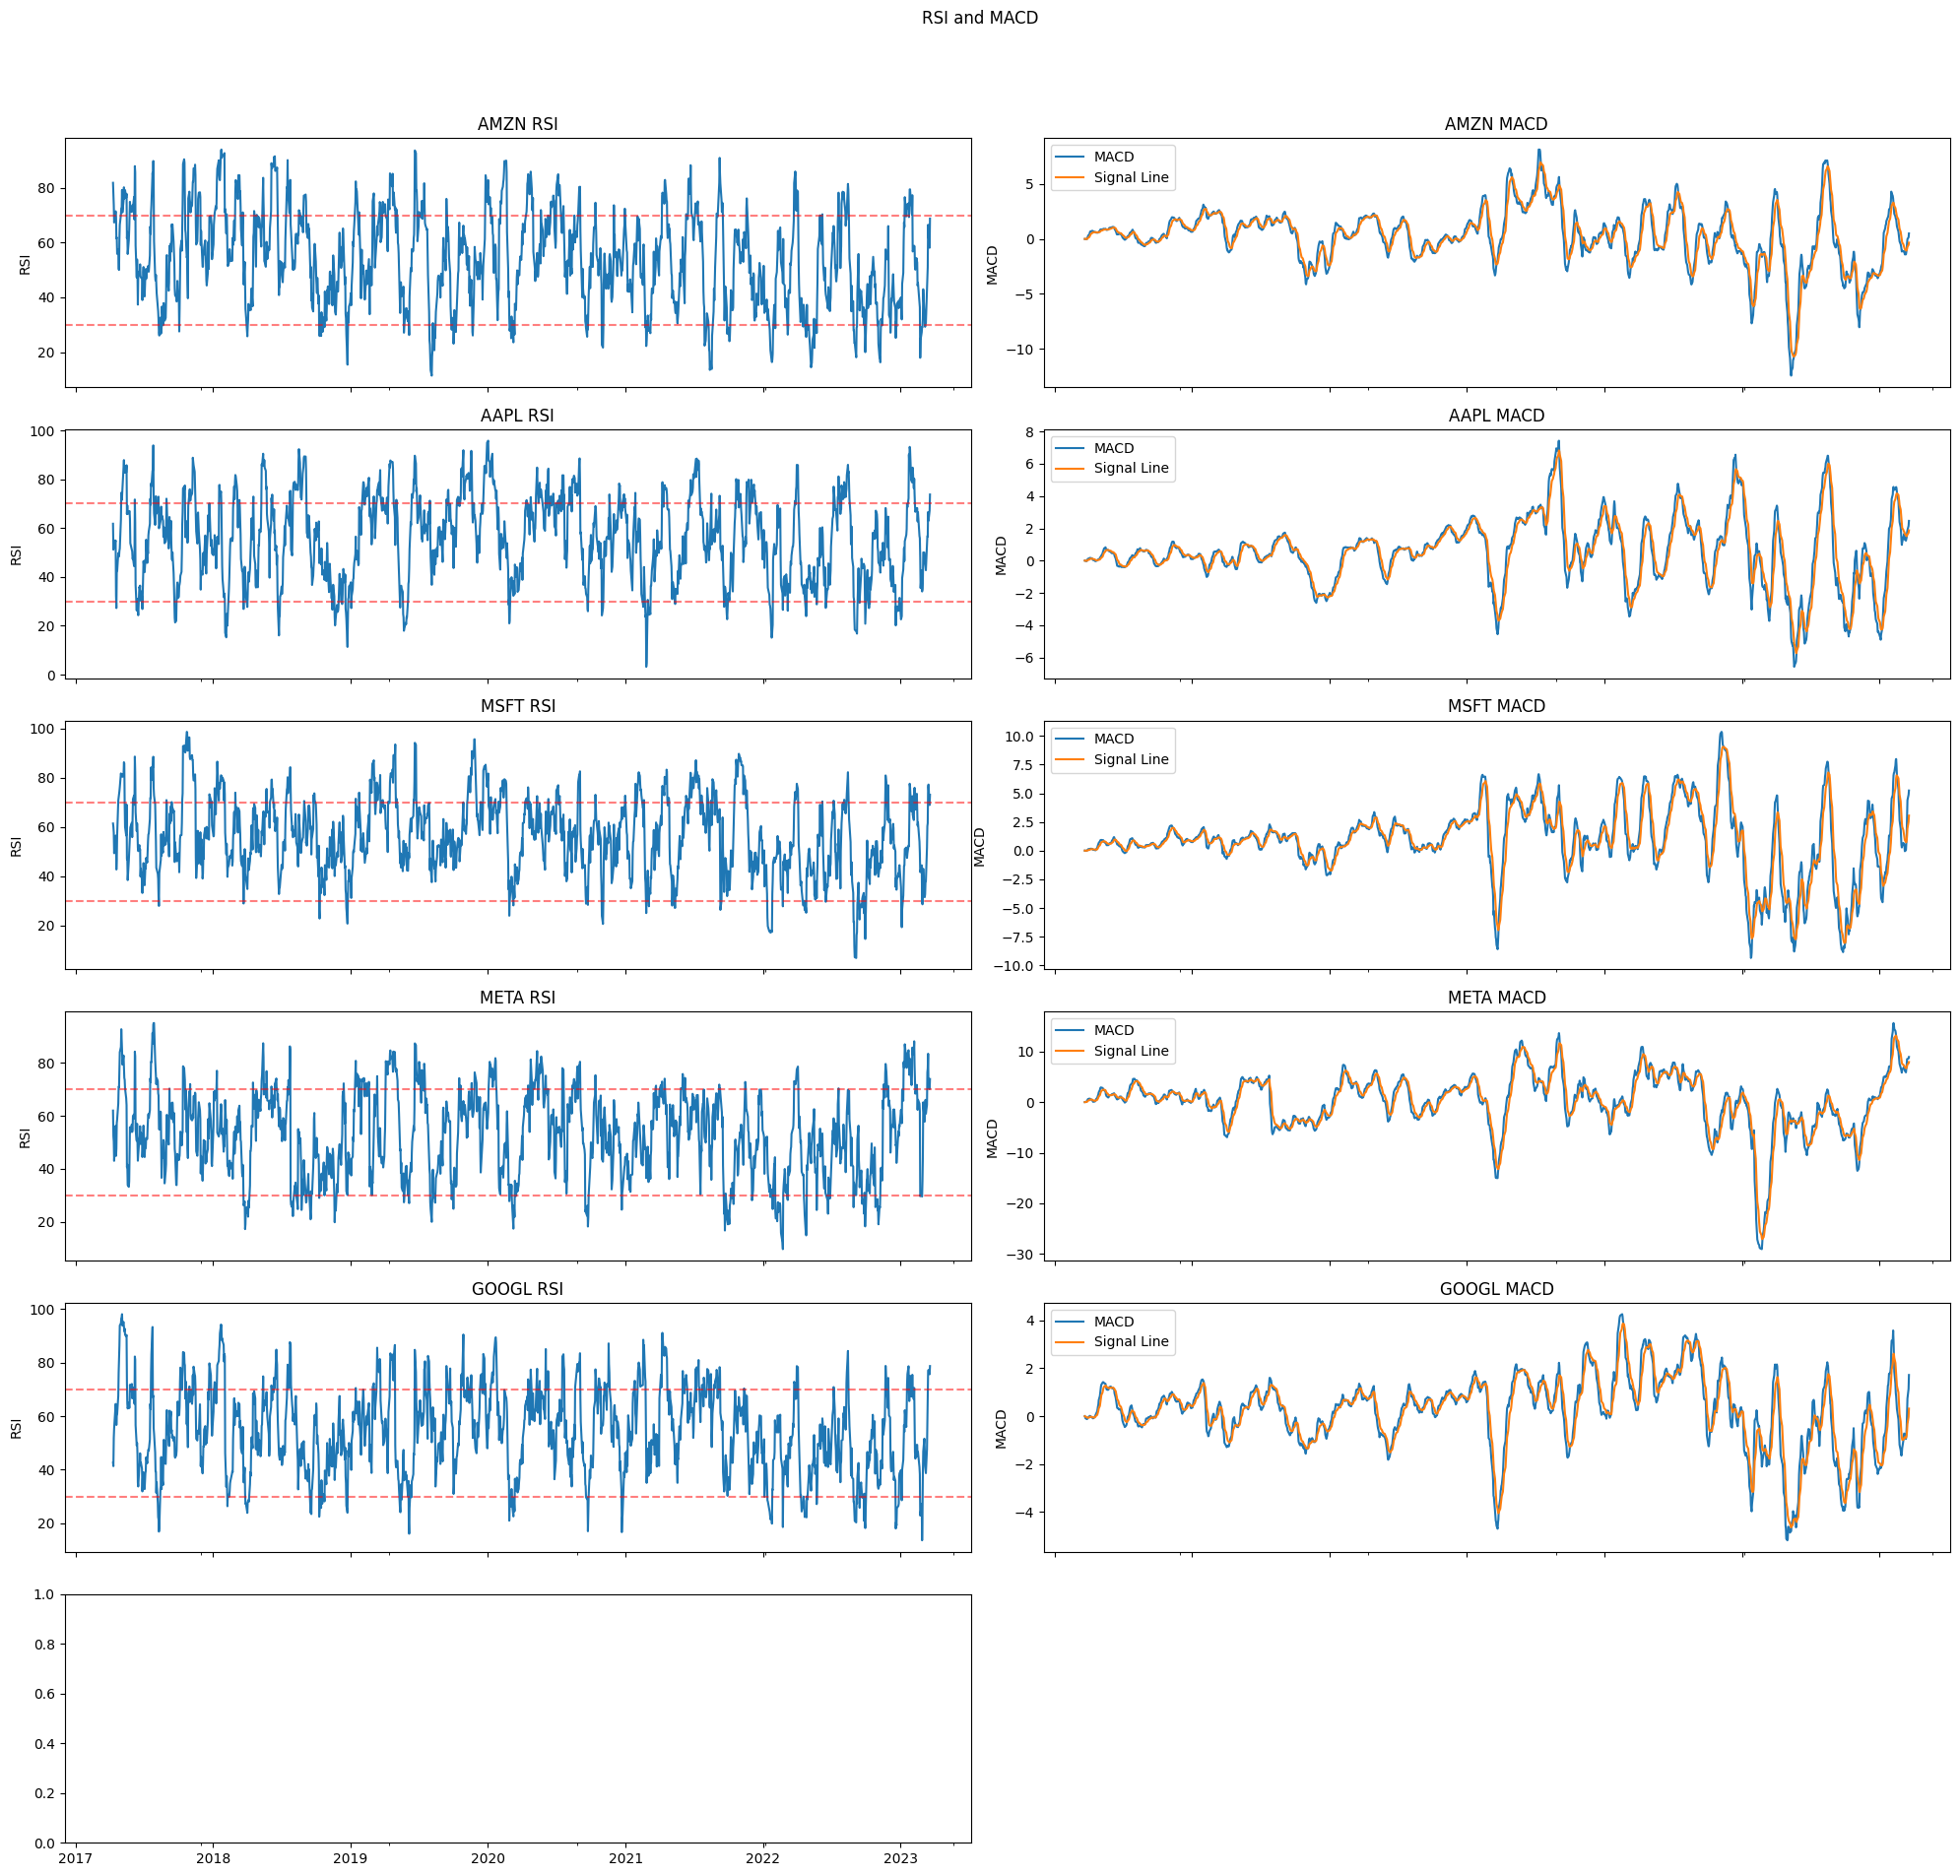 RSI and MACD
AMZN RSI
80
60
40
20
RSI
AMZN MACD
MACD
Signal Line
5
0
−5
−10
MACD
AAPL RSI
100
80
60
40
20
0
RSI
AAPL MACD
MACD
Signal Line
8
6
4
2
0
−2
−4
−6
MACD
MSFT RSI
100
80
60
40
20
RSI
MSFT MACD
MACD
Signal Line
10.0
7.5
5.0
2.5
0.0
−2.5
−5.0
−7.5
−10.0
MACD
META RSI
80
60
40
20
RSI
META MACD
MACD
Signal Line
10
0
−10
−20
−30
MACD
GOOGL RSI
100
80
60
40
20
RSI
GOOGL MACD
MACD
Signal Line
4
2
0
−2
−4
MACD
1.0
0.8
0.6
0.4
0.2
0.0
2017 2018 2019 2020 2021 2022 2023